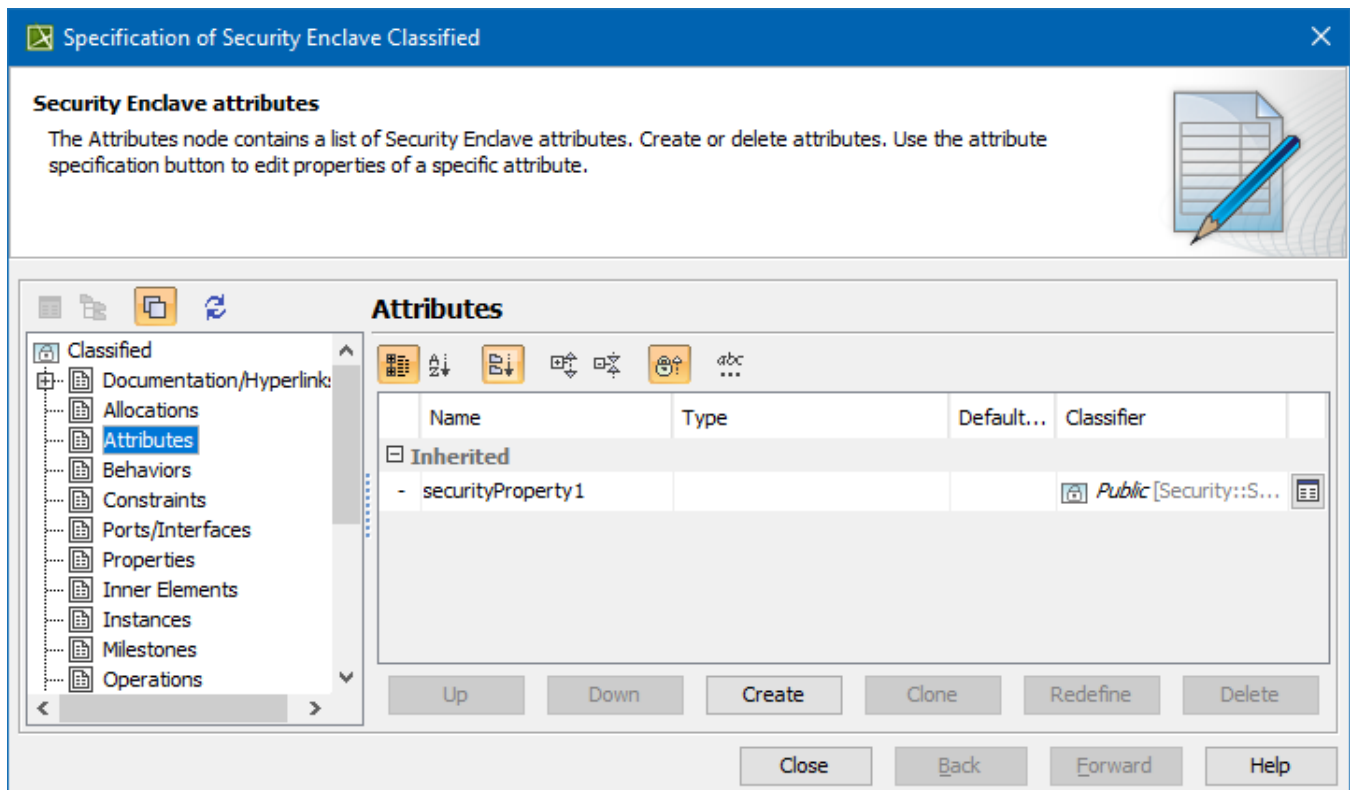 Specification of Security Enclave Classified
Security Enclave attributes
The Attributes node contains a list of Security Enclave attributes. Create or delete attributes. Use the attribute
specification button to edit properties of a specific attribute.
Classified
Documentation/Hyperlinks
Allocations
Attributes
Behaviors
Constraints
Ports/Interfaces
Properties
Inner Elements
Instances
Milestones
Operations
Attributes
abc
Name Type Default... Classifier
Inherited
- securityProperty1 Public [Security::S...
Up Down Create Clone Redefine Delete
Close Back Forward Help